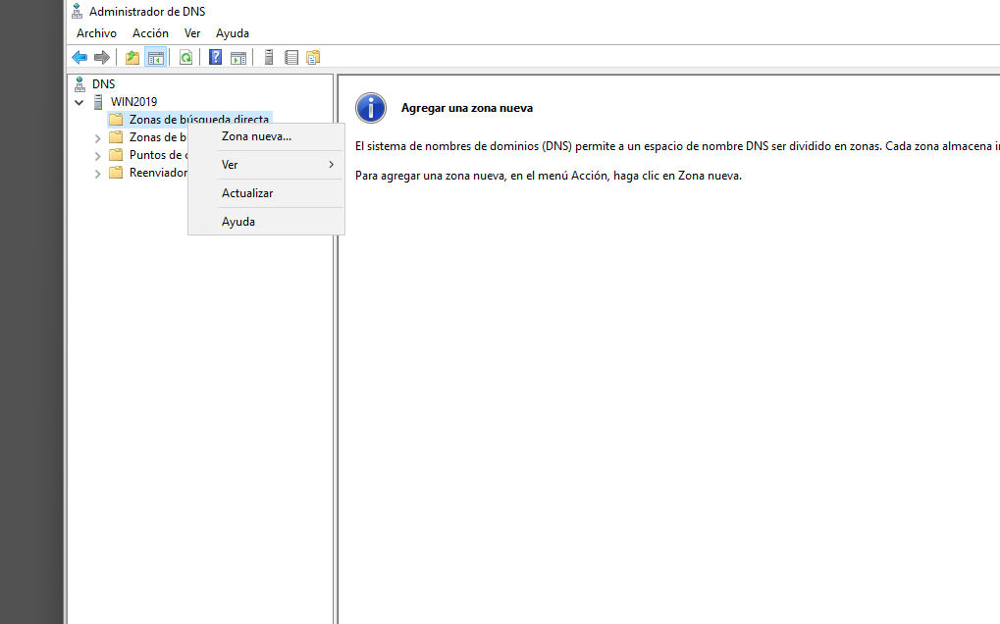 Administrador de DNS
Archivo Acción Ver Ayuda
DNS
WIN2019
Zonas de búsqueda directa
Zonas de b
Puntos de
Reenviador
Zona nueva...
Ver
Actualizar
Ayuda
Agregar una zona nueva
El sistema de nombres de dominios (DNS) permite a un espacio de nombre DNS ser dividido en zonas. Cada zona almacena
Para agregar una zona nueva, en el menú Acción, haga clic en Zona nueva.